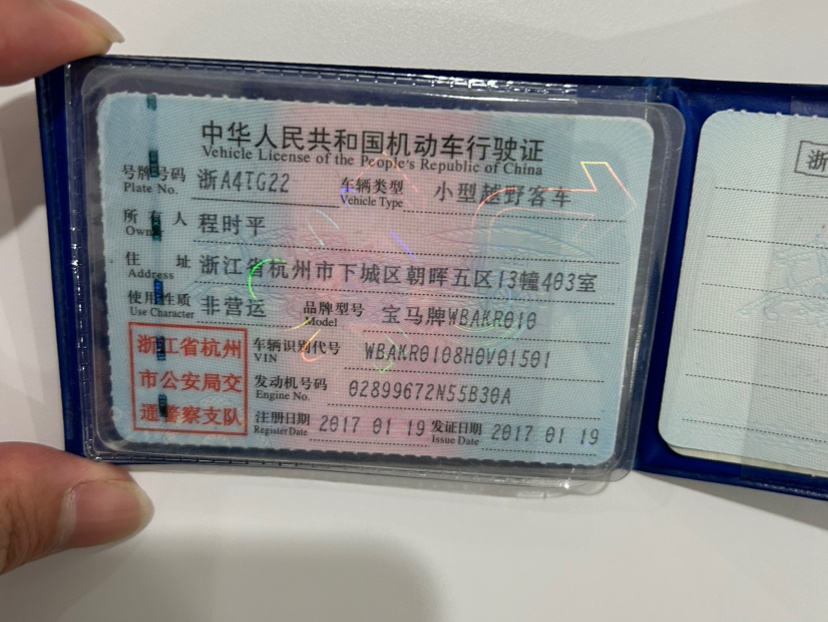 中华人民共和国机动车行驶证
Vehicle License of the People's Republic of China
号牌号码 浙A4TG22 车辆类型 小型越野客车
Plate No. Vehicle Type
所有人 程时平
Owner
住址 浙江省杭州市下城区朝晖五区13幢403室
Address
使用性质 非营运 品牌型号 宝马牌WBAKR010
Use Character Model
浙江省杭州
市公安局交
通警察支队
车辆识别代号 WBAKR0108H0V01501
VIN
发动机号码 02899672N55B30A
Engine No.
注册日期 2017 01 19 发证日期 2017 01 19
Register Date Issue Date
浙